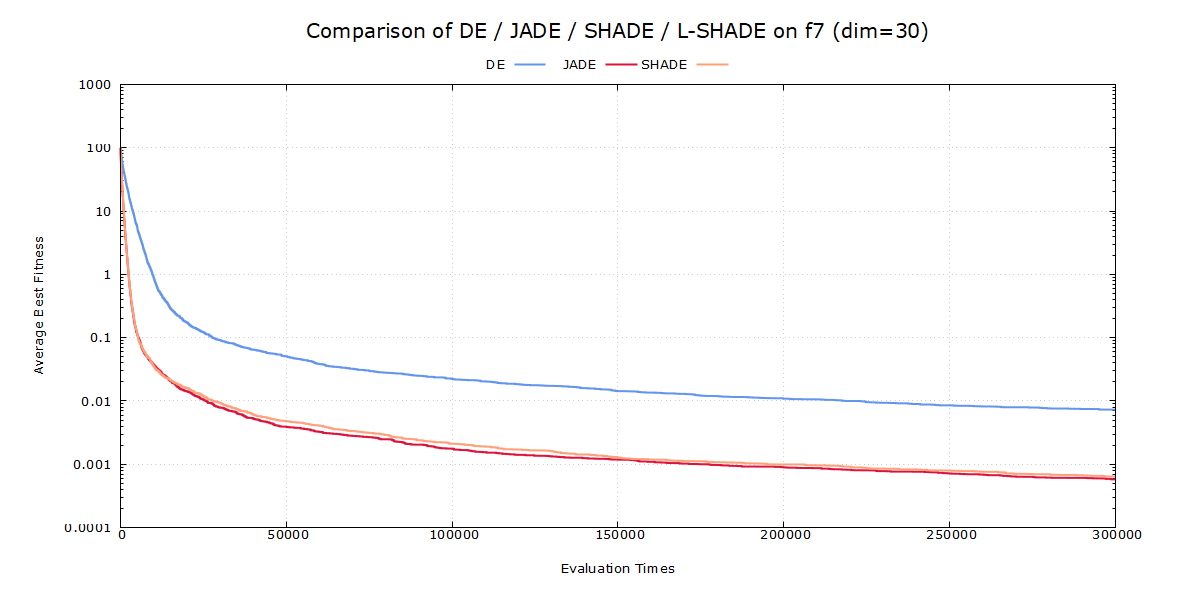 Comparison of DE / JADE / SHADE / L-SHADE on f7 (dim=30)
DE JADE SHADE
1000
100
10
1
0.1
0.01
0.001
0.0001
Average Best Fitness
0 50000 100000 150000 200000 250000 300000
Evaluation Times